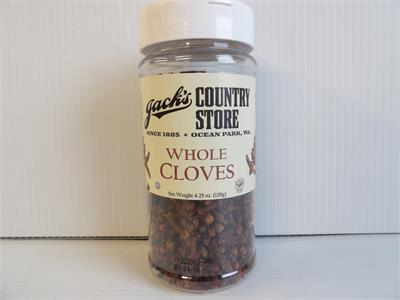 Jack's COUNTRY
STORE
SINCE 1885 • OCEAN PARK, WA.
WHOLE
CLOVES
Net Weight 4.25 oz. (120g)